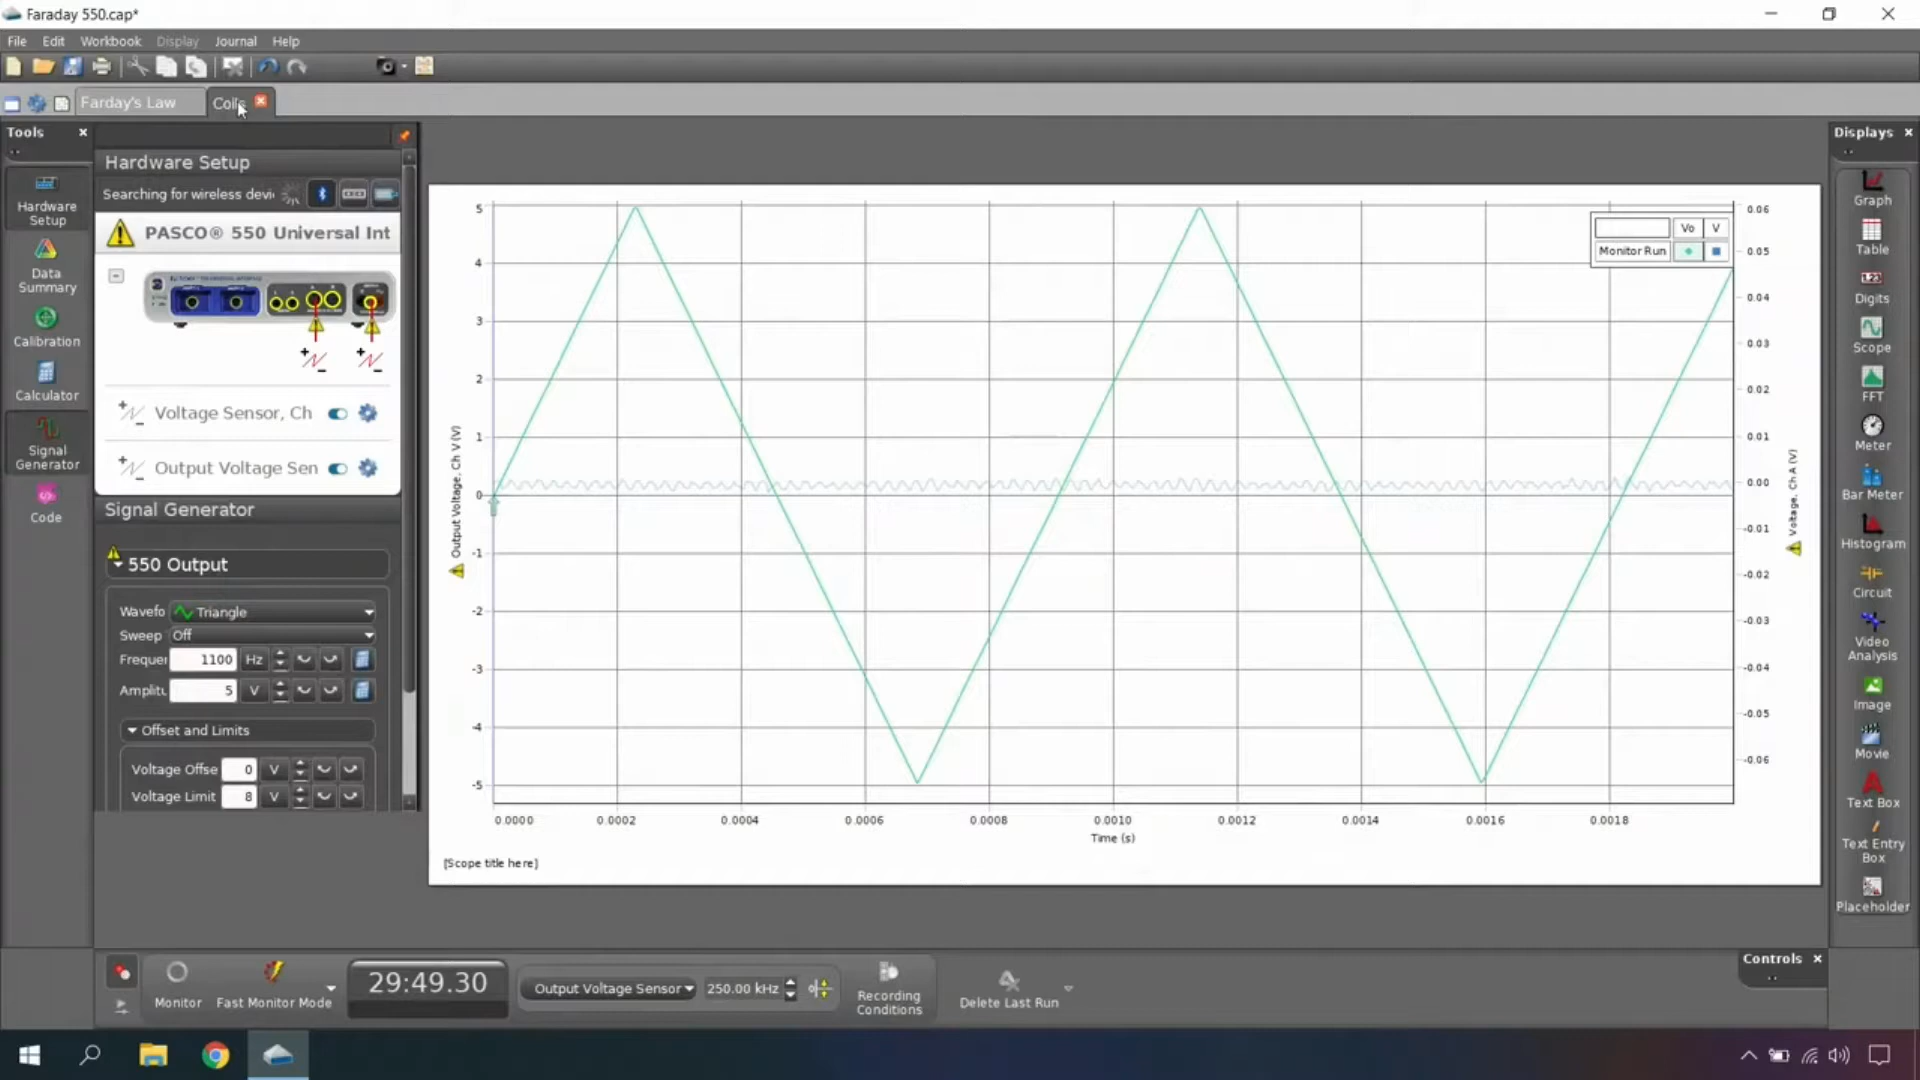 Faraday 550.cap*
File Edit Workbook Display Journal Help
Farday's Law
Coils
Tools
Hardware Setup
Data Summary
Calibration
Calculator
Signal Generator
Code
Hardware Setup
Searching for wireless devi
PASCO® 550 Universal Int
Voltage Sensor, Ch
Output Voltage Sen
Signal Generator
550 Output
Wavefo Triangle
Sweep Off
Frequer 1100 Hz
Amplitu 5 V
Offset and Limits
Voltage Offse 0 V
Voltage Limit 8 V
Output Voltage, Ch V (V)
5
4
3
2
1
0
-1
-2
-3
-4
-5
0.0000 0.0002 0.0004 0.0006 0.0008 0.0010 0.0012 0.0014 0.0016 0.0018
Time (s)
[Scope title here]
Vo V
Monitor Run
0.06
0.05
0.04
0.03
0.02
0.01
0.00
-0.01
-0.02
-0.03
-0.04
-0.05
-0.06
Voltage, Ch A (V)
Displays
Graph
Table
1.23
Digits
Scope
FFT
Meter
Bar Meter
Histogram
Circuit
Video Analysis
Image
Movie
Text Box
Text Entry Box
Placeholder
Monitor
Fast Monitor Mode
29:49.30
Output Voltage Sensor
250.00 kHz
Recording Conditions
Delete Last Run
Controls